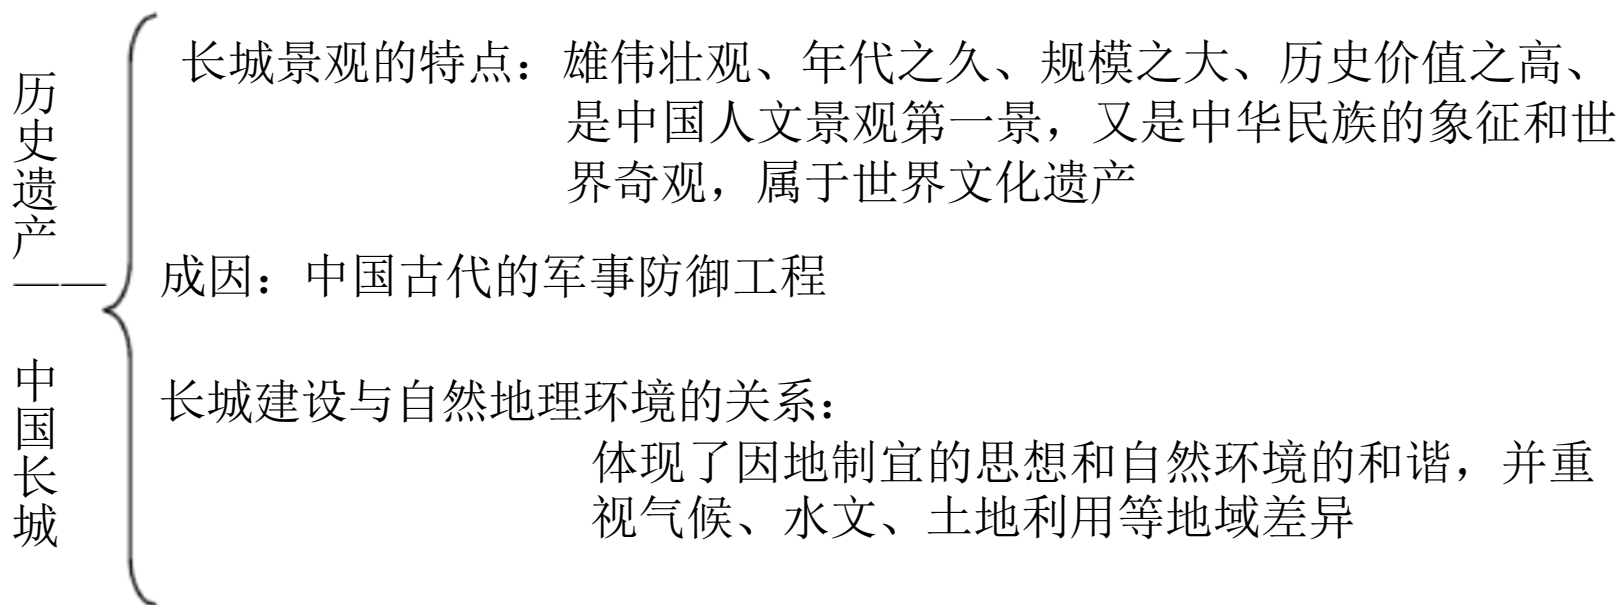 历史遗产——中国长城
长城景观的特点：雄伟壮观、年代之久、规模之大、历史价值之高、
是中国人文景观第一景，又是中华民族的象征和世
界奇观，属于世界文化遗产
成因：中国古代的军事防御工程
长城建设与自然地理环境的关系：
体现了因地制宜的思想和自然环境的和谐，并重
视气候、水文、土地利用等地域差异